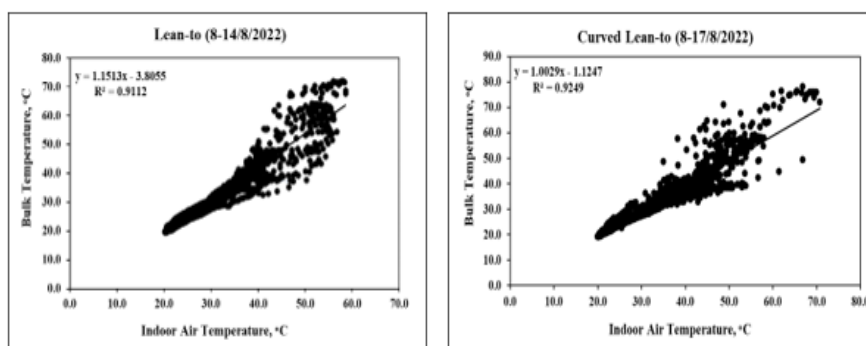 Lean-to (8-14/8/2022)
y = 1.1513x - 3.8055
R² = 0.9112
80.0
70.0
60.0
50.0
40.0
30.0
20.0
10.0
0.0
Bulk Temperature, °C
0.0 10.0 20.0 30.0 40.0 50.0 60.0 70.0
Indoor Air Temperature, °C
Curved Lean-to (8-17/8/2022)
y = 1.0029x - 1.1247
R² = 0.9249
90.0
80.0
70.0
60.0
50.0
40.0
30.0
20.0
10.0
0.0
Bulk Temperature, °C
0.0 10.0 20.0 30.0 40.0 50.0 60.0 70.0 80.0
Indoor Air Temperature, °C